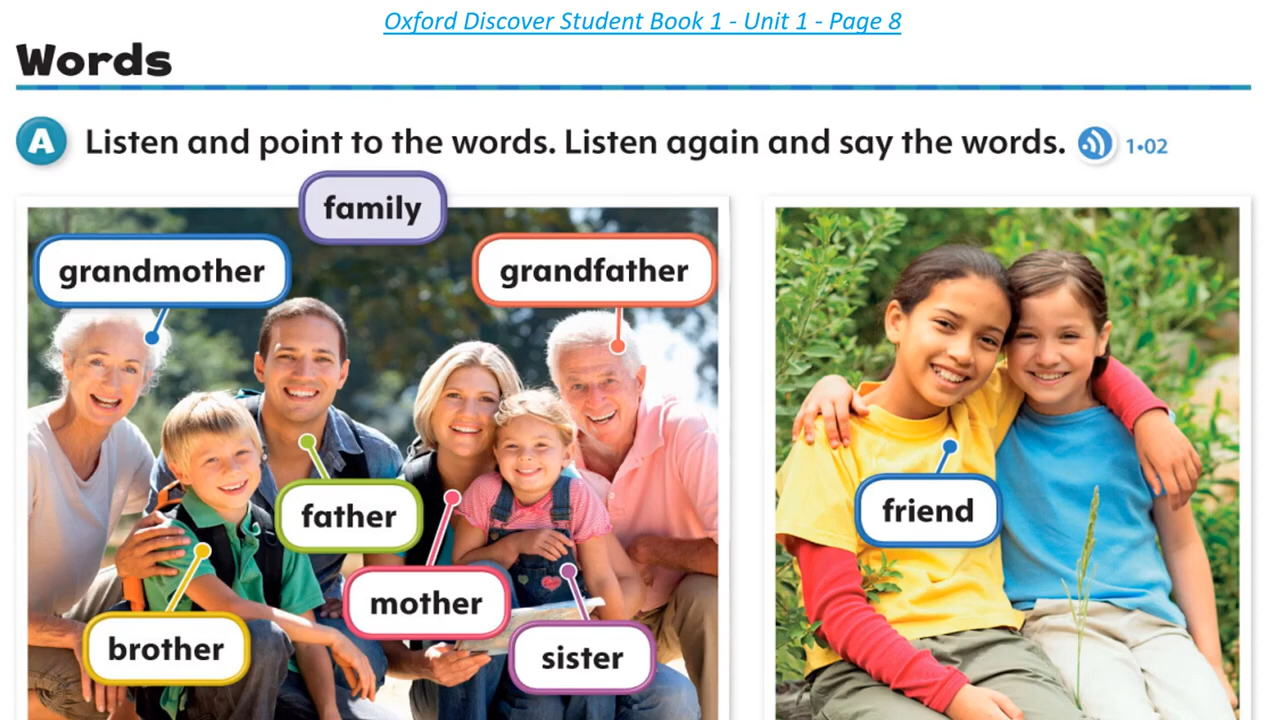 Oxford Discover Student Book 1 - Unit 1 - Page 8
Words
A Listen and point to the words. Listen again and say the words. 1•02
family
grandmother
grandfather
father
friend
mother
brother
sister